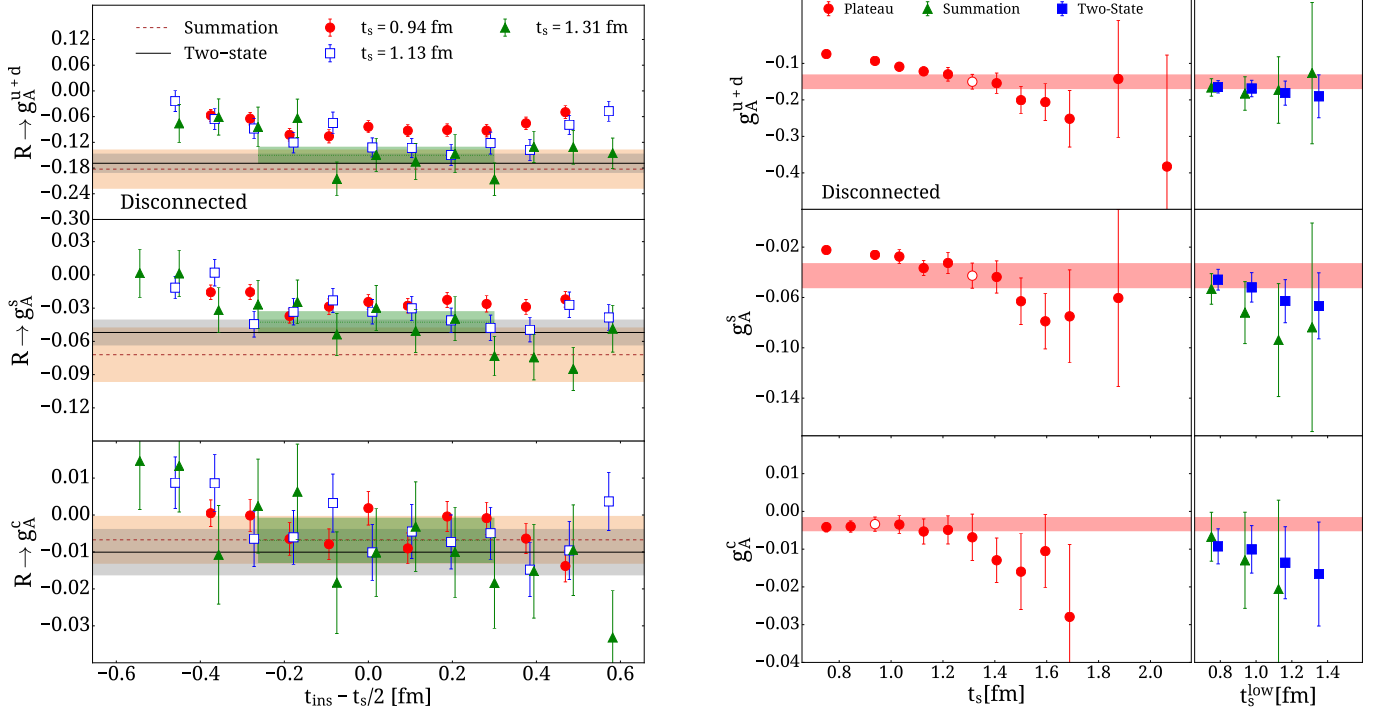 Summation
Two−state
t_s = 0.94 fm
t_s = 1.13 fm
t_s = 1.31 fm
R → g_A^{u+d}
0.12
0.06
0.00
−0.06
−0.12
−0.18
−0.24
−0.30
Disconnected
R → g_A^s
0.03
0.00
−0.03
−0.06
−0.09
−0.12
R → g_A^c
0.01
0.00
−0.01
−0.02
−0.03
−0.6
−0.4
−0.2
0.0
0.2
0.4
0.6
t_{ins} − t_s/2 [fm]
Plateau
Summation
Two-State
g_A^{u+d}
−0.1
−0.2
−0.3
−0.4
Disconnected
g_A^s
−0.02
−0.06
−0.10
−0.14
g_A^c
0.01
0.00
−0.01
−0.02
−0.03
−0.04
0.8
1.0
1.2
1.4
1.6
1.8
2.0
t_s[fm]
0.8
1.0
1.2
1.4
t_s^{low}[fm]